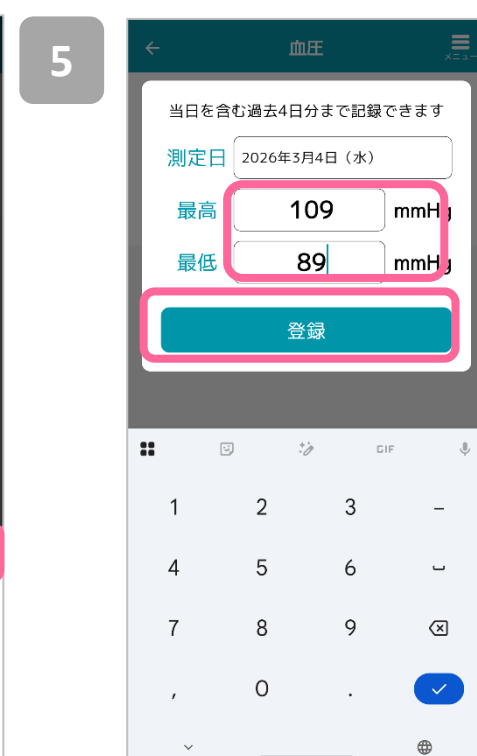 5
血圧
メニュー
当日を含む過去4日分まで記録できます
測定日 2026年3月4日（水）
最高 109 mmHg
最低 89 mmHg
登録
GIF
1 2 3 −
4 5 6 ⎵
7 8 9
, 0 .